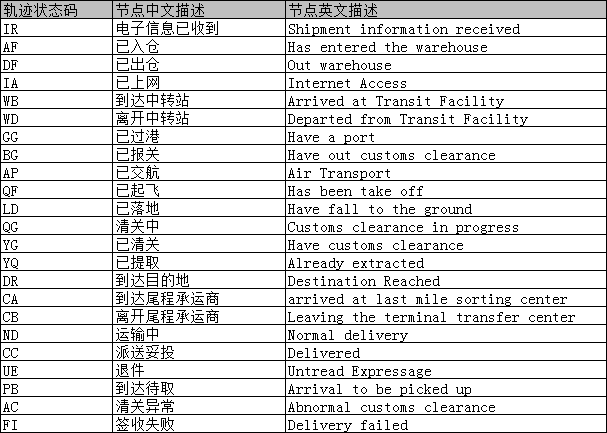 轨迹状态码 节点中文描述 节点英文描述
IR 电子信息已收到 Shipment information received
AF 已入仓 Has entered the warehouse
DF 已出仓 Out warehouse
IA 已上网 Internet Access
WB 到达中转站 Arrived at Transit Facility
WD 离开中转站 Departed from Transit Facility
GG 已过港 Have a port
BG 已报关 Have out customs clearance
AP 已交航 Air Transport
QF 已起飞 Has been take off
LD 已落地 Have fall to the ground
QG 清关中 Customs clearance in progress
YG 已清关 Have customs clearance
YQ 已提取 Already extracted
DR 到达目的地 Destination Reached
CA 到达尾程承运商 arrived at last mile sorting center
CB 离开尾程承运商 Leaving the terminal transfer center
ND 运输中 Normal delivery
CC 派送妥投 Delivered
UE 退件 Untread Expressage
PB 到达待取 Arrival to be picked up
AC 清关异常 Abnormal customs clearance
FI 签收失败 Delivery failed